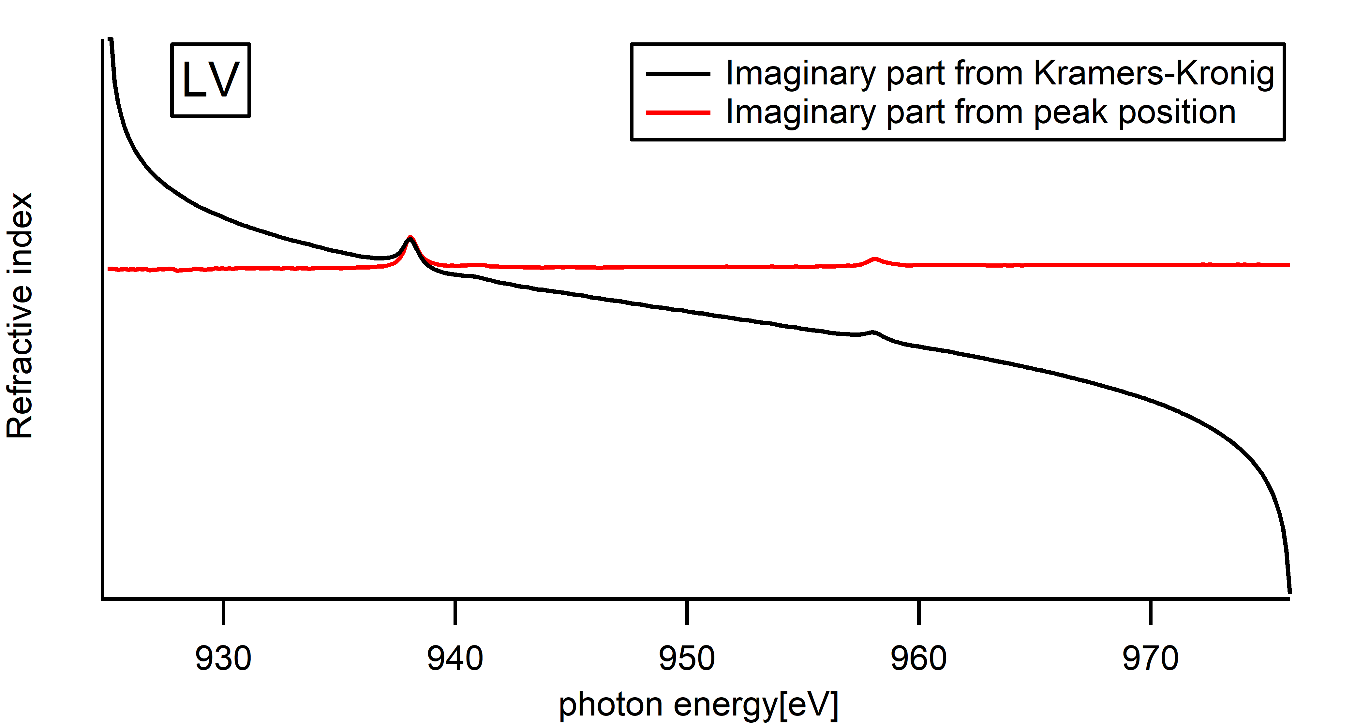 LV
Imaginary part from Kramers-Kronig
Imaginary part from peak position
Refractive index
930 940 950 960 970
photon energy[eV]